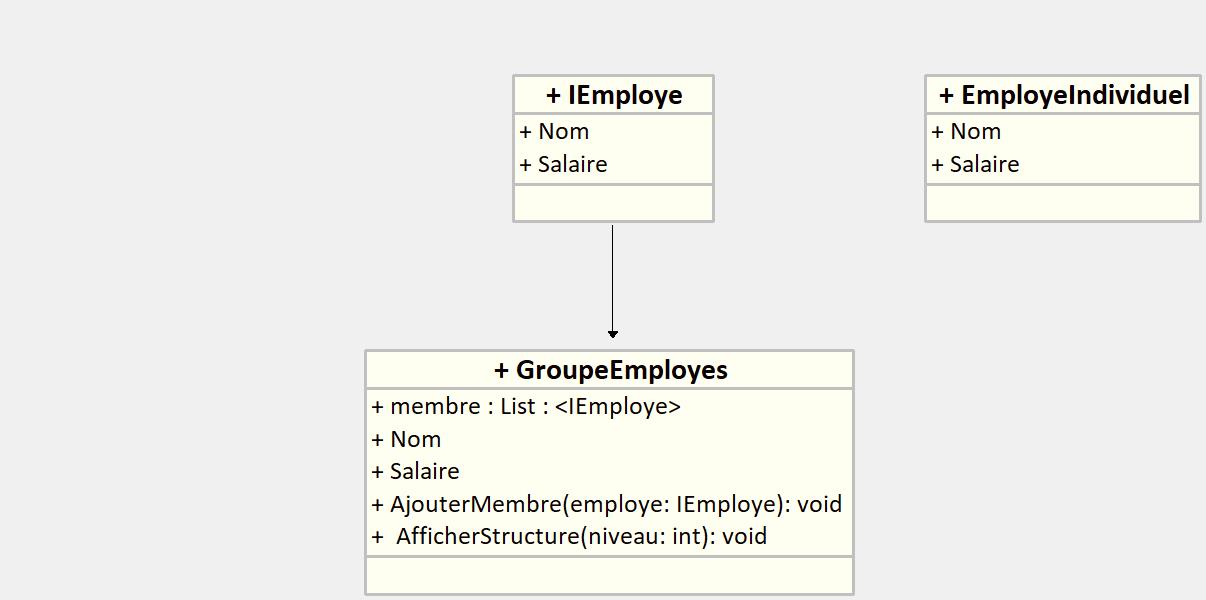 + IEmploye
+ Nom
+ Salaire
+ EmployeIndividuel
+ Nom
+ Salaire
+ GroupeEmployes
+ membre : List : <IEmploye>
+ Nom
+ Salaire
+ AjouterMembre(employe: IEmploye): void
+ AfficherStructure(niveau: int): void